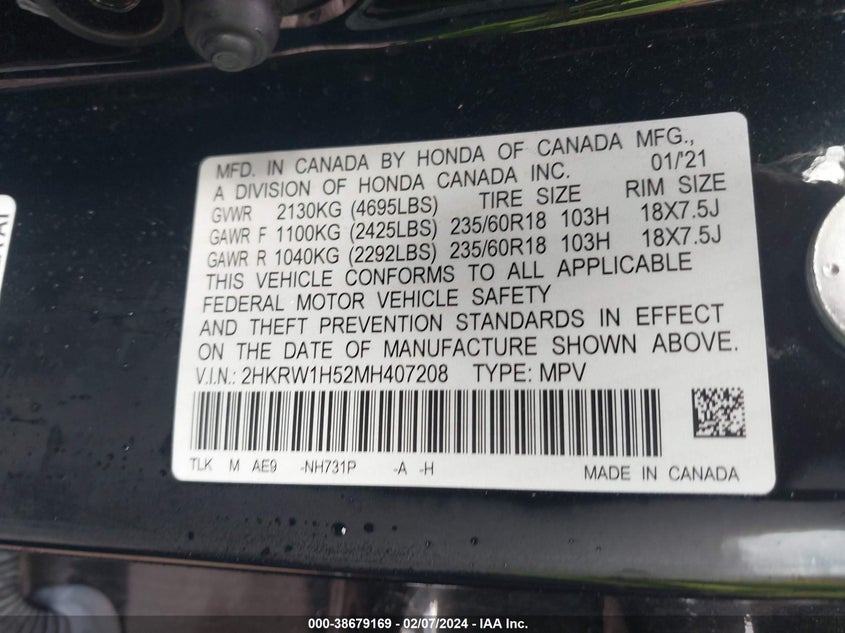 MFD. IN CANADA BY HONDA OF CANADA MFG.,
A DIVISION OF HONDA CANADA INC. 01/'21
GVWR 2130KG (4695LBS) TIRE SIZE RIM SIZE
GAWR F 1100KG (2425LBS) 235/60R18 103H 18X7.5J
GAWR R 1040KG (2292LBS) 235/60R18 103H 18X7.5J
THIS VEHICLE CONFORMS TO ALL APPLICABLE
FEDERAL MOTOR VEHICLE SAFETY
AND THEFT PREVENTION STANDARDS IN EFFECT
ON THE DATE OF MANUFACTURE SHOWN ABOVE.
V.I.N.: 2HKRW1H52MH407208 TYPE: MPV
TLK M AE9 -NH731P -A -H
MADE IN CANADA
000-38679169 - 02/07/2024 - IAA Inc.